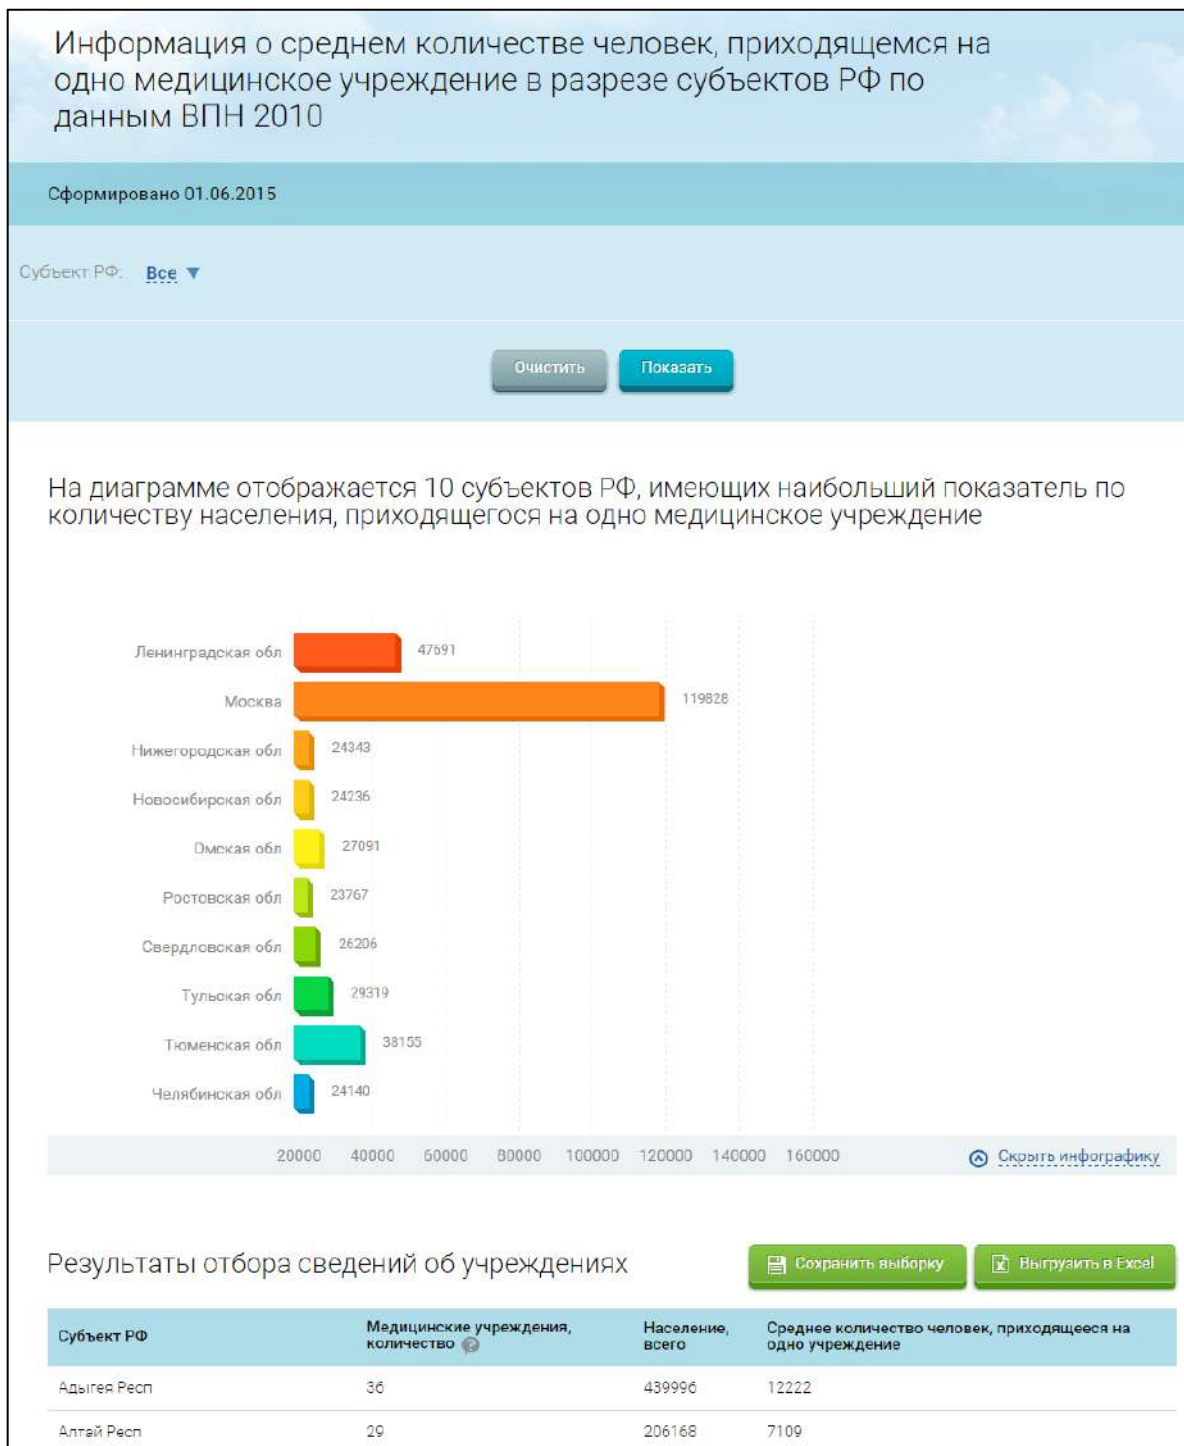 Информация о среднем количестве человек, приходящемся на
одно медицинское учреждение в разрезе субъектов РФ по
данным ВПН 2010
Сформировано 01.06.2015
Субъект РФ: Все
Очистить Показать
На диаграмме отображается 10 субъектов РФ, имеющих наибольший показатель по
количеству населения, приходящегося на одно медицинское учреждение
Ленинградская обл 47691
Москва 119828
Нижегородская обл 24343
Новосибирская обл 24236
Омская обл 27091
Ростовская обл 23767
Свердловская обл 26206
Тульская обл 29319
Тюменская обл 38155
Челябинская обл 24140
20000 40000 60000 80000 100000 120000 140000 160000 Скрыть инфографику
Результаты отбора сведений об учреждениях Сохранить выборку Выгрузить в Excel
Субъект РФ Медицинские учреждения, Население, Среднее количество человек, приходящееся на
количество ? всего одно учреждение
Адыгея Респ 36 439996 12222
Алтай Респ 29 206168 7109